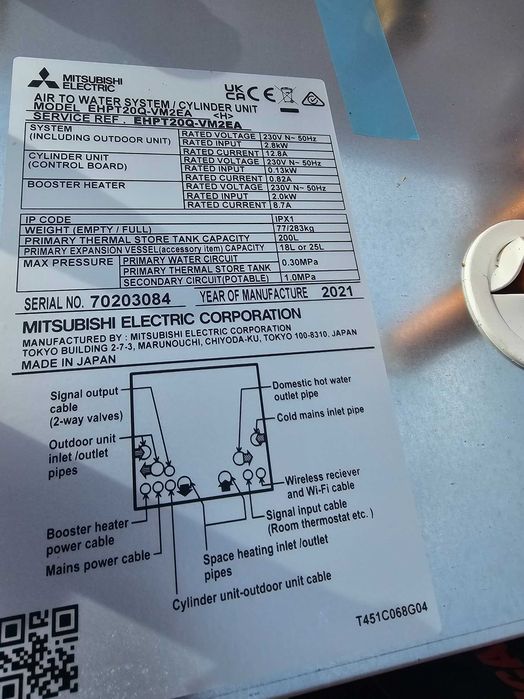 MITSUBISHI
ELECTRIC
UK
CA
CE
AIR TO WATER SYSTEM / CYLINDER UNIT
MODEL EHPT20Q-VM2EA <H>
SERVICE REF. EHPT20Q-VM2EA
SYSTEM (INCLUDING OUTDOOR UNIT) RATED VOLTAGE 230V N~ 50Hz
RATED INPUT 2.8kW
RATED CURRENT 12.8A
CYLINDER UNIT (CONTROL BOARD) RATED VOLTAGE 230V N~ 50Hz
RATED INPUT 0.13kW
RATED CURRENT 0.82A
BOOSTER HEATER RATED VOLTAGE 230V N~ 50Hz
RATED INPUT 2.0kW
RATED CURRENT 8.7A
IP CODE IPX1
WEIGHT (EMPTY / FULL) 77/283kg
PRIMARY THERMAL STORE TANK CAPACITY 200L
PRIMARY EXPANSION VESSEL(accessory item) CAPACITY 18L or 25L
MAX PRESSURE PRIMARY WATER CIRCUIT 0.30MPa
PRIMARY THERMAL STORE TANK
SECONDARY CIRCUIT(POTABLE) 1.0MPa
SERIAL NO. 70203084 YEAR OF MANUFACTURE 2021
MITSUBISHI ELECTRIC CORPORATION
MANUFACTURED BY : MITSUBISHI ELECTRIC CORPORATION
TOKYO BUILDING 2-7-3, MARUNOUCHI, CHIYODA-KU, TOKYO 100-8310, JAPAN
MADE IN JAPAN
Signal output
cable
(2-way valves)
Domestic hot water
outlet pipe
Cold mains inlet pipe
Outdoor unit
inlet /outlet
pipes
Wireless reciever
and Wi-Fi cable
Signal input cable
(Room thermostat etc. )
Booster heater
power cable
Mains power cable
Space heating inlet /outlet
pipes
Cylinder unit-outdoor unit cable
T451C068G04